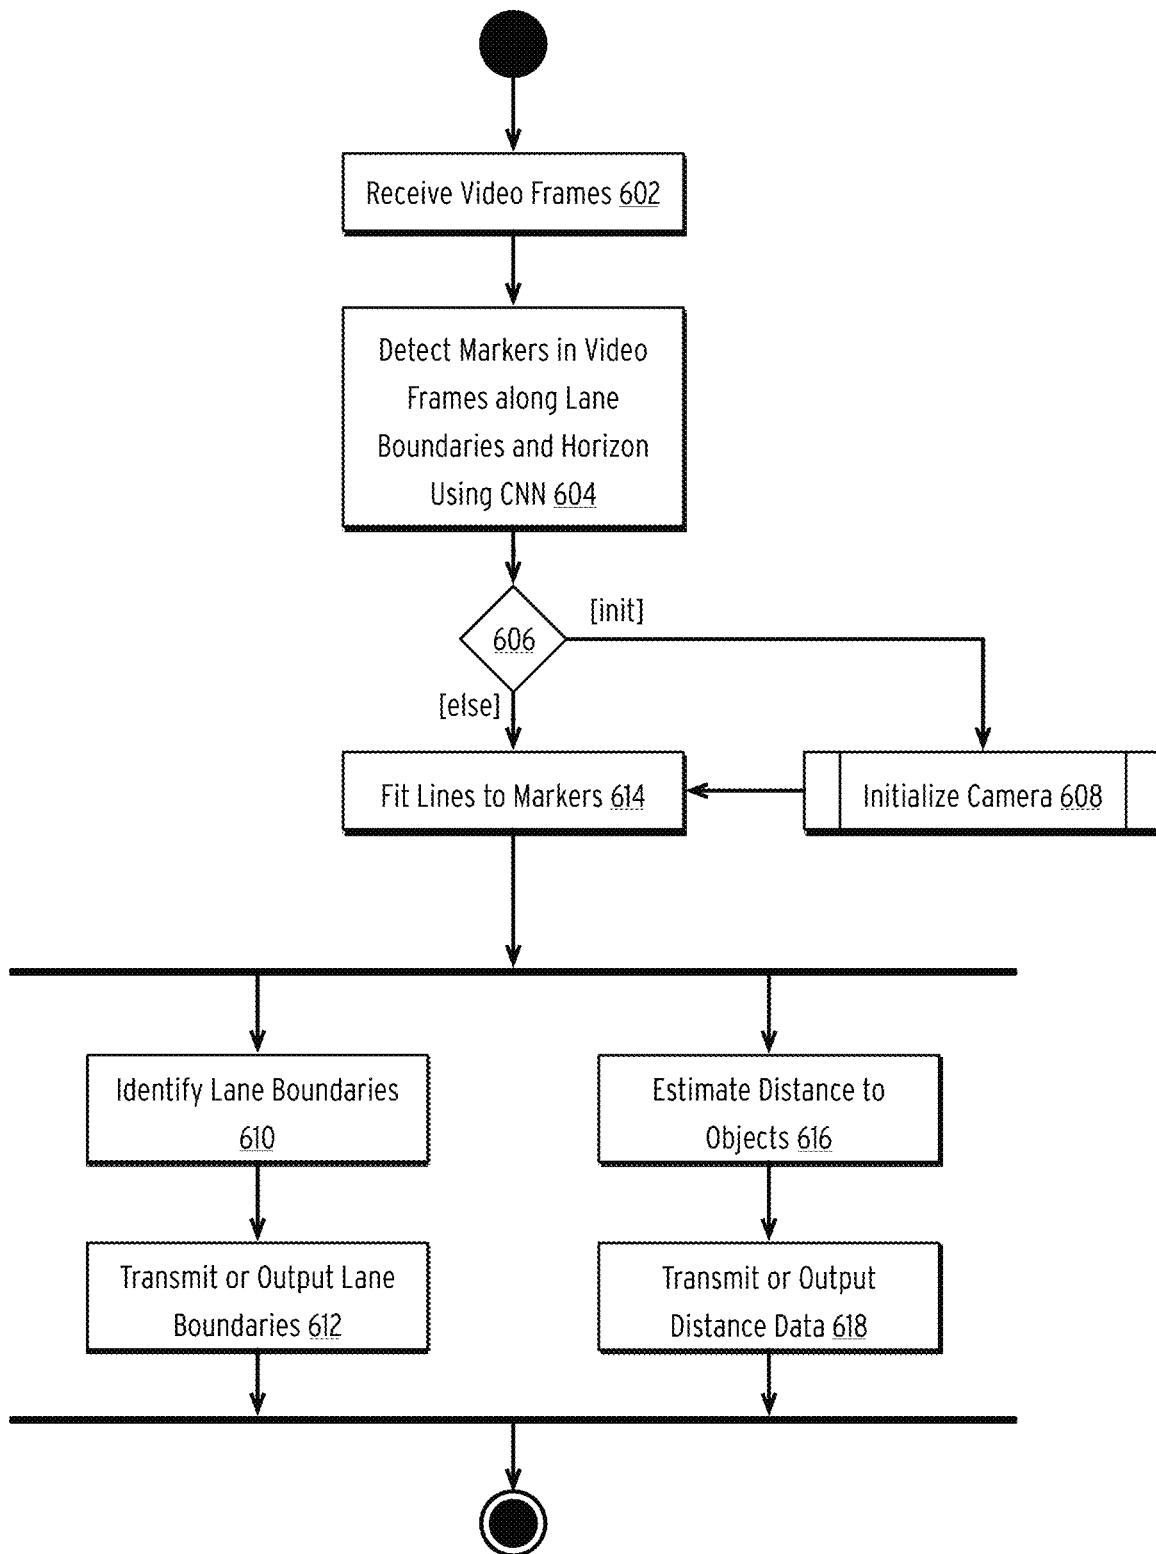 Receive Video Frames 602
Detect Markers in Video
Frames along Lane
Boundaries and Horizon
Using CNN 604
606
[init]
[else]
Fit Lines to Markers 614
Initialize Camera 608
Identify Lane Boundaries
610
Estimate Distance to
Objects 616
Transmit or Output Lane
Boundaries 612
Transmit or Output
Distance Data 618